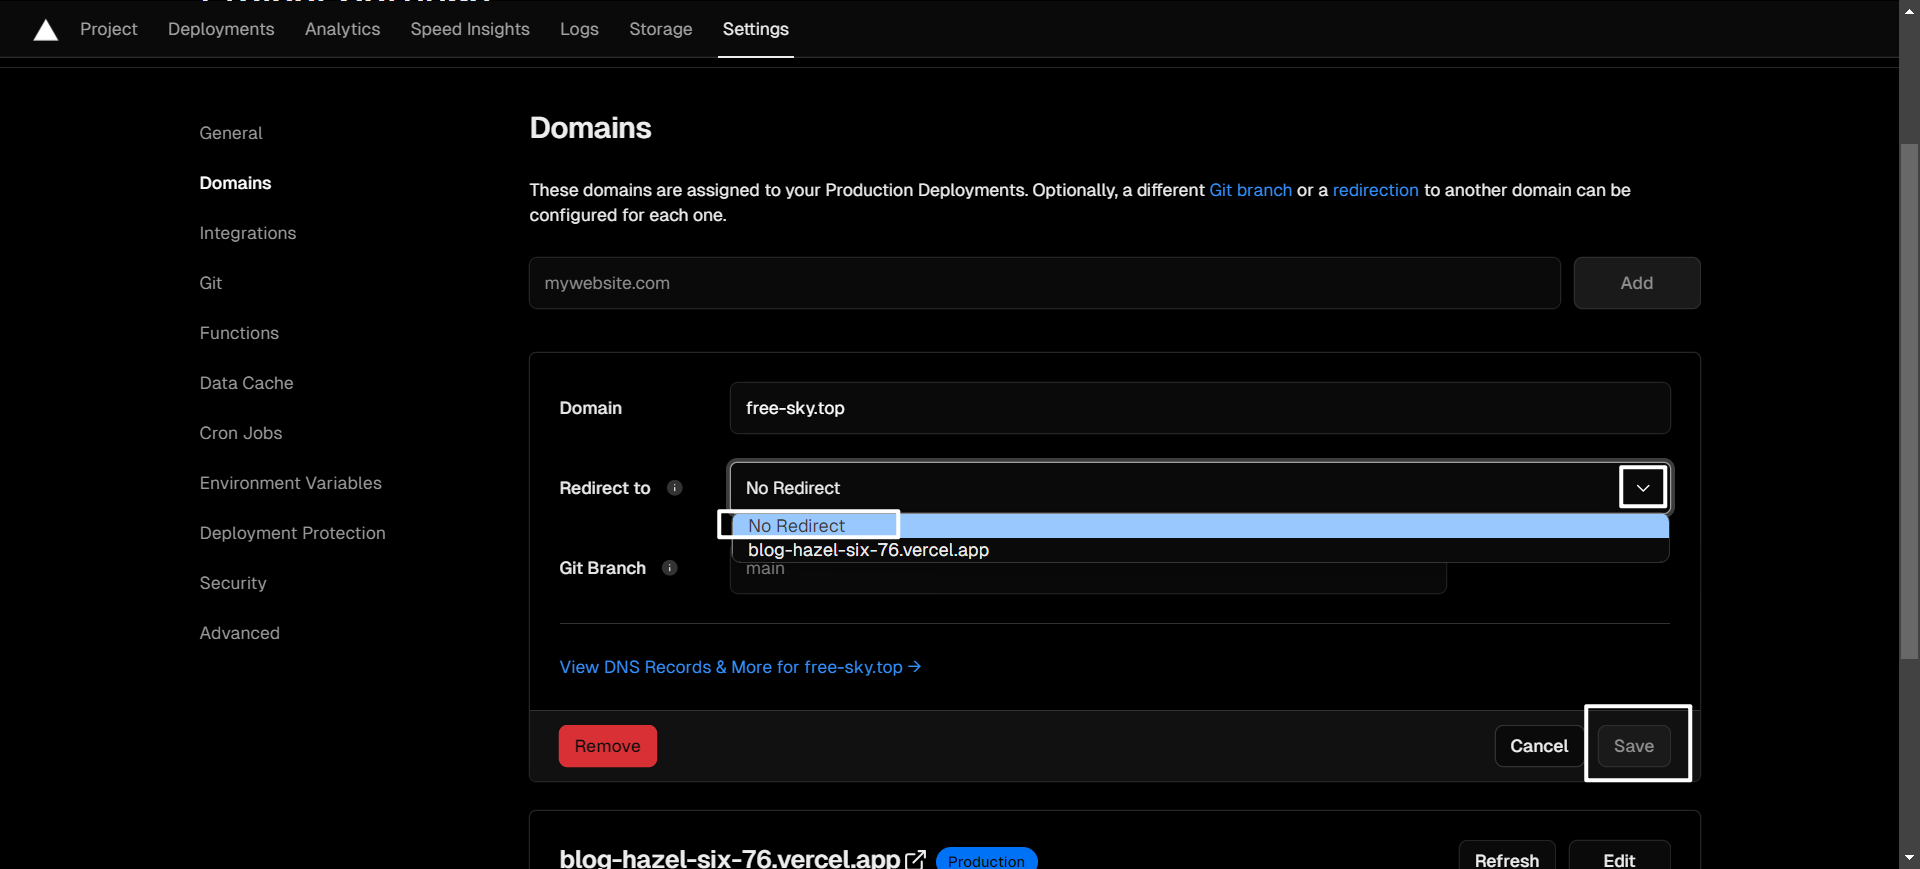 Project Deployments Analytics Speed Insights Logs Storage Settings
General
Domains
Integrations
Git
Functions
Data Cache
Cron Jobs
Environment Variables
Deployment Protection
Security
Advanced
Domains
These domains are assigned to your Production Deployments. Optionally, a different Git branch or a redirection to another domain can be
configured for each one.
mywebsite.com
Add
Domain
free-sky.top
Redirect to
No Redirect
No Redirect
blog-hazel-six-76.vercel.app
Git Branch
main
View DNS Records & More for free-sky.top →
Remove
Cancel
Save
blog-hazel-six-76.vercel.app
Production
Refresh
Edit